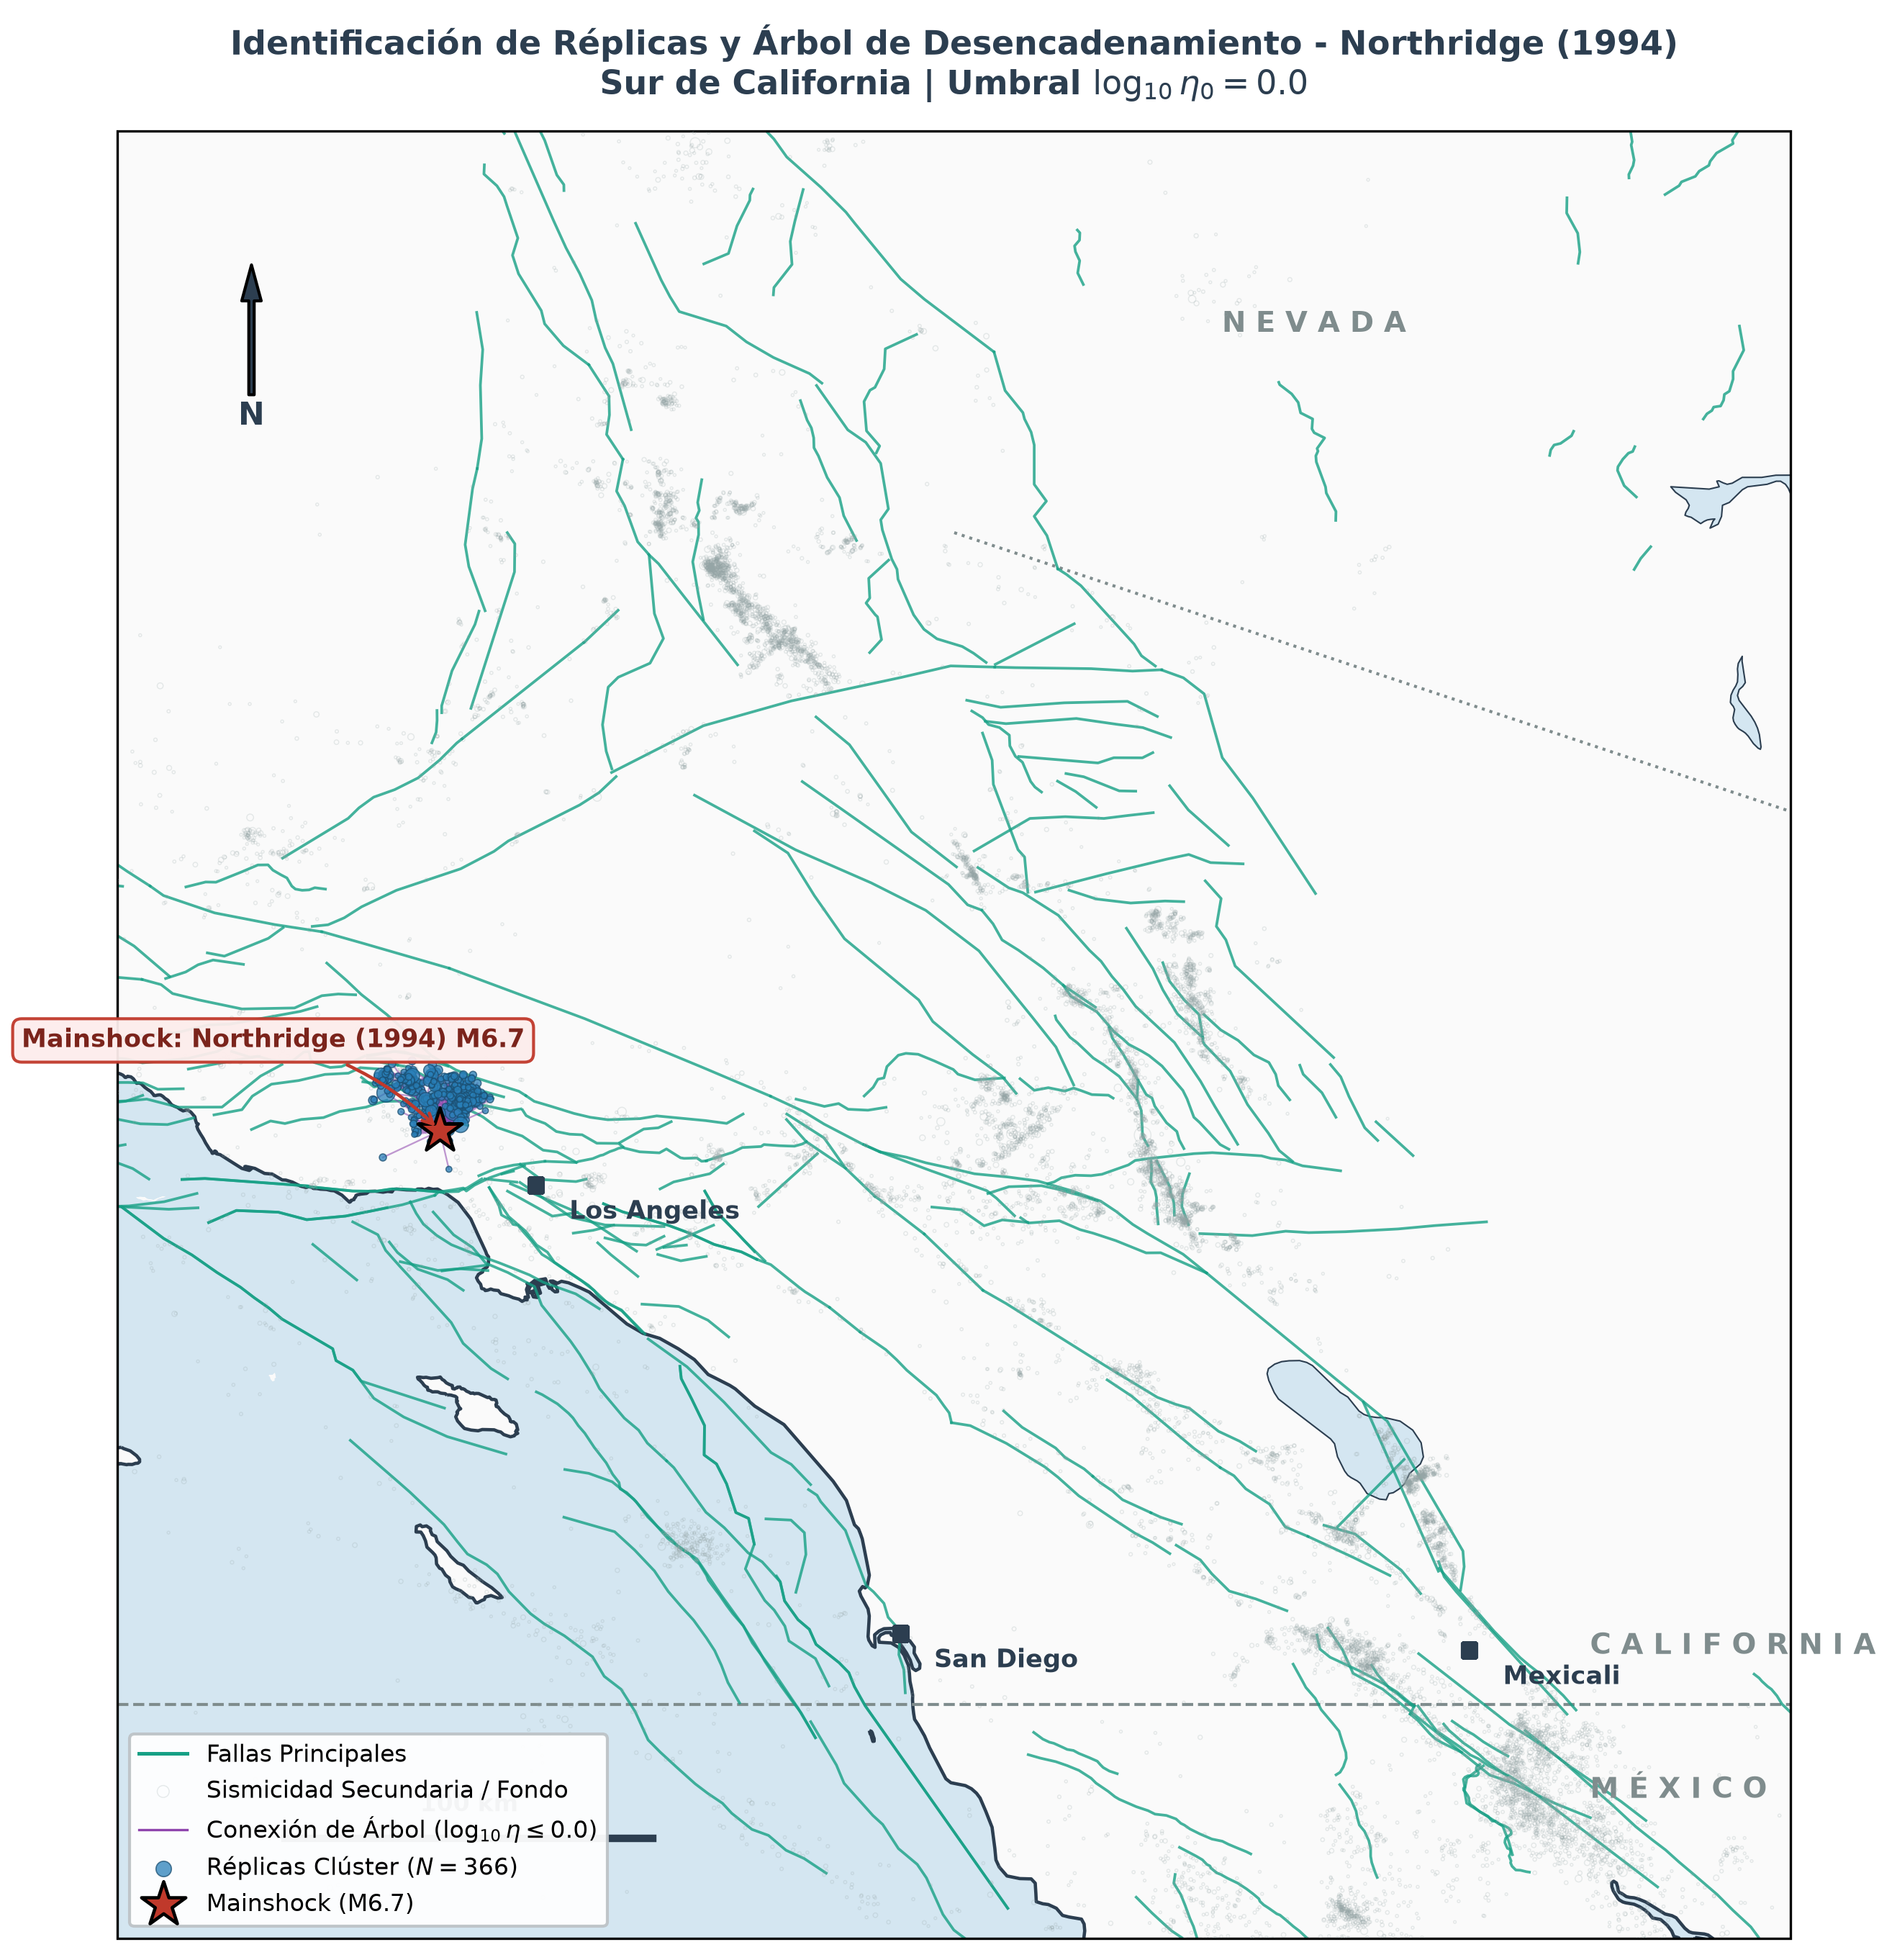 Identificación de Réplicas y Árbol de Desencadenamiento - Northridge (1994)
Sur de California | Umbral log₁₀ η₀ = 0.0
NEVADA
N
Mainshock: Northridge (1994) M6.7
Los Angeles
San Diego
CALIFORNIA
Mexicali
MÉXICO
Fallas Principales
Sismicidad Secundaria / Fondo
100 km
Conexión de Árbol (log₁₀ η ≤ 0.0)
Réplicas Clúster (N = 366)
Mainshock (M6.7)